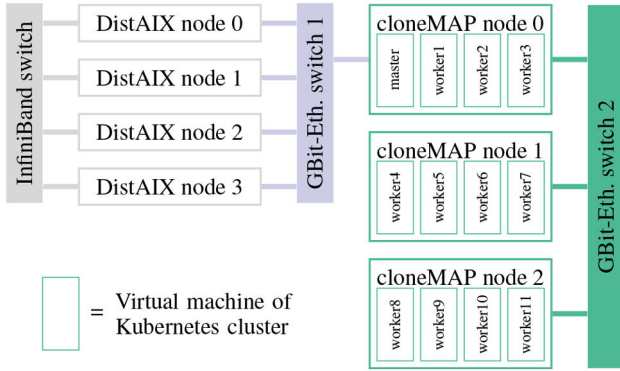 InfiniBand switch
DistAIX node 0
DistAIX node 1
DistAIX node 2
DistAIX node 3
GBit-Eth. switch 1
cloneMAP node 0
master
worker1
worker2
worker3
cloneMAP node 1
worker4
worker5
worker6
worker7
cloneMAP node 2
worker8
worker9
worker10
worker11
GBit-Eth. switch 2
= Virtual machine of
Kubernetes cluster